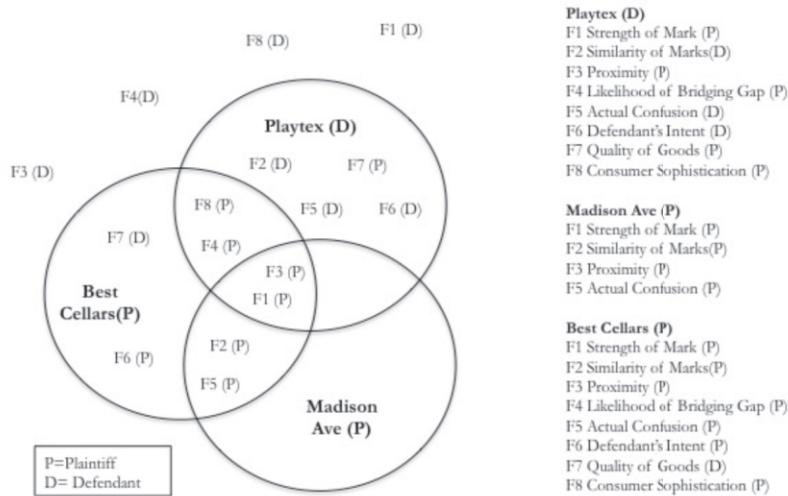 F1 (D)
F8 (D)
F4(D)
Playtex (D)
F2 (D)
F7 (P)
F3 (D)
F8 (P)
F5 (D)
F6 (D)
F7 (D)
F4 (P)
F3 (P)
Best
Cellars(P)
F1 (P)
F2 (P)
F6 (P)
F5 (P)
Madison
Ave (P)
P=Plaintiff
D= Defendant
Playtex (D)
F1 Strength of Mark (P)
F2 Similarity of Marks(D)
F3 Proximity (P)
F4 Likelihood of Bridging Gap (P)
F5 Actual Confusion (D)
F6 Defendant's Intent (D)
F7 Quality of Goods (P)
F8 Consumer Sophistication (P)
Madison Ave (P)
F1 Strength of Mark (P)
F2 Similarity of Marks(P)
F3 Proximity (P)
F5 Actual Confusion (P)
Best Cellars (P)
F1 Strength of Mark (P)
F2 Similarity of Marks(P)
F3 Proximity (P)
F4 Likelihood of Bridging Gap (P)
F5 Actual Confusion (P)
F6 Defendant's Intent (P)
F7 Quality of Goods (D)
F8 Consumer Sophistication (P)